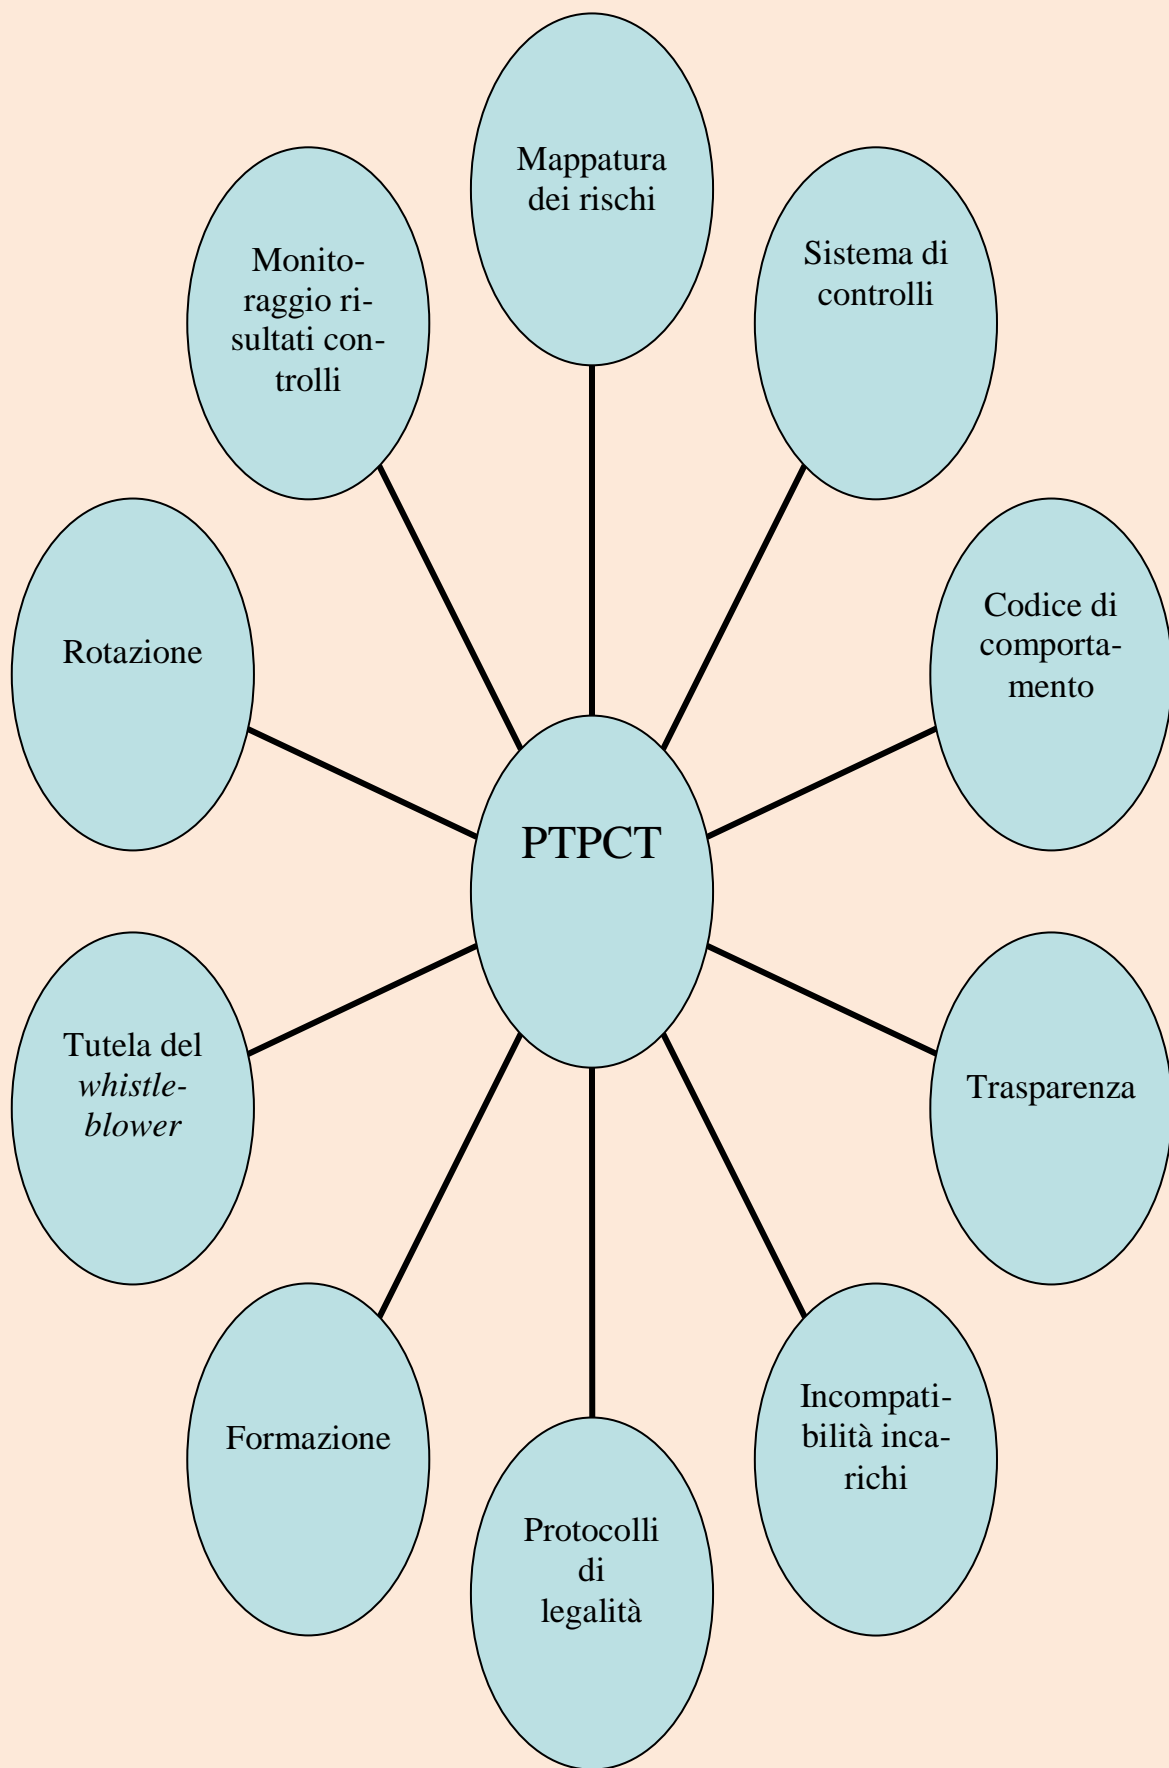 Mappatura
dei rischi
Sistema di
controlli
Codice di
comporta-
mento
Trasparenza
Incompati-
bilità inca-
richi
Protocolli
di
legalità
Formazione
Tutela del
whistle-
blower
Rotazione
Monito-
raggio ri-
sultati con-
trolli
PTPCT